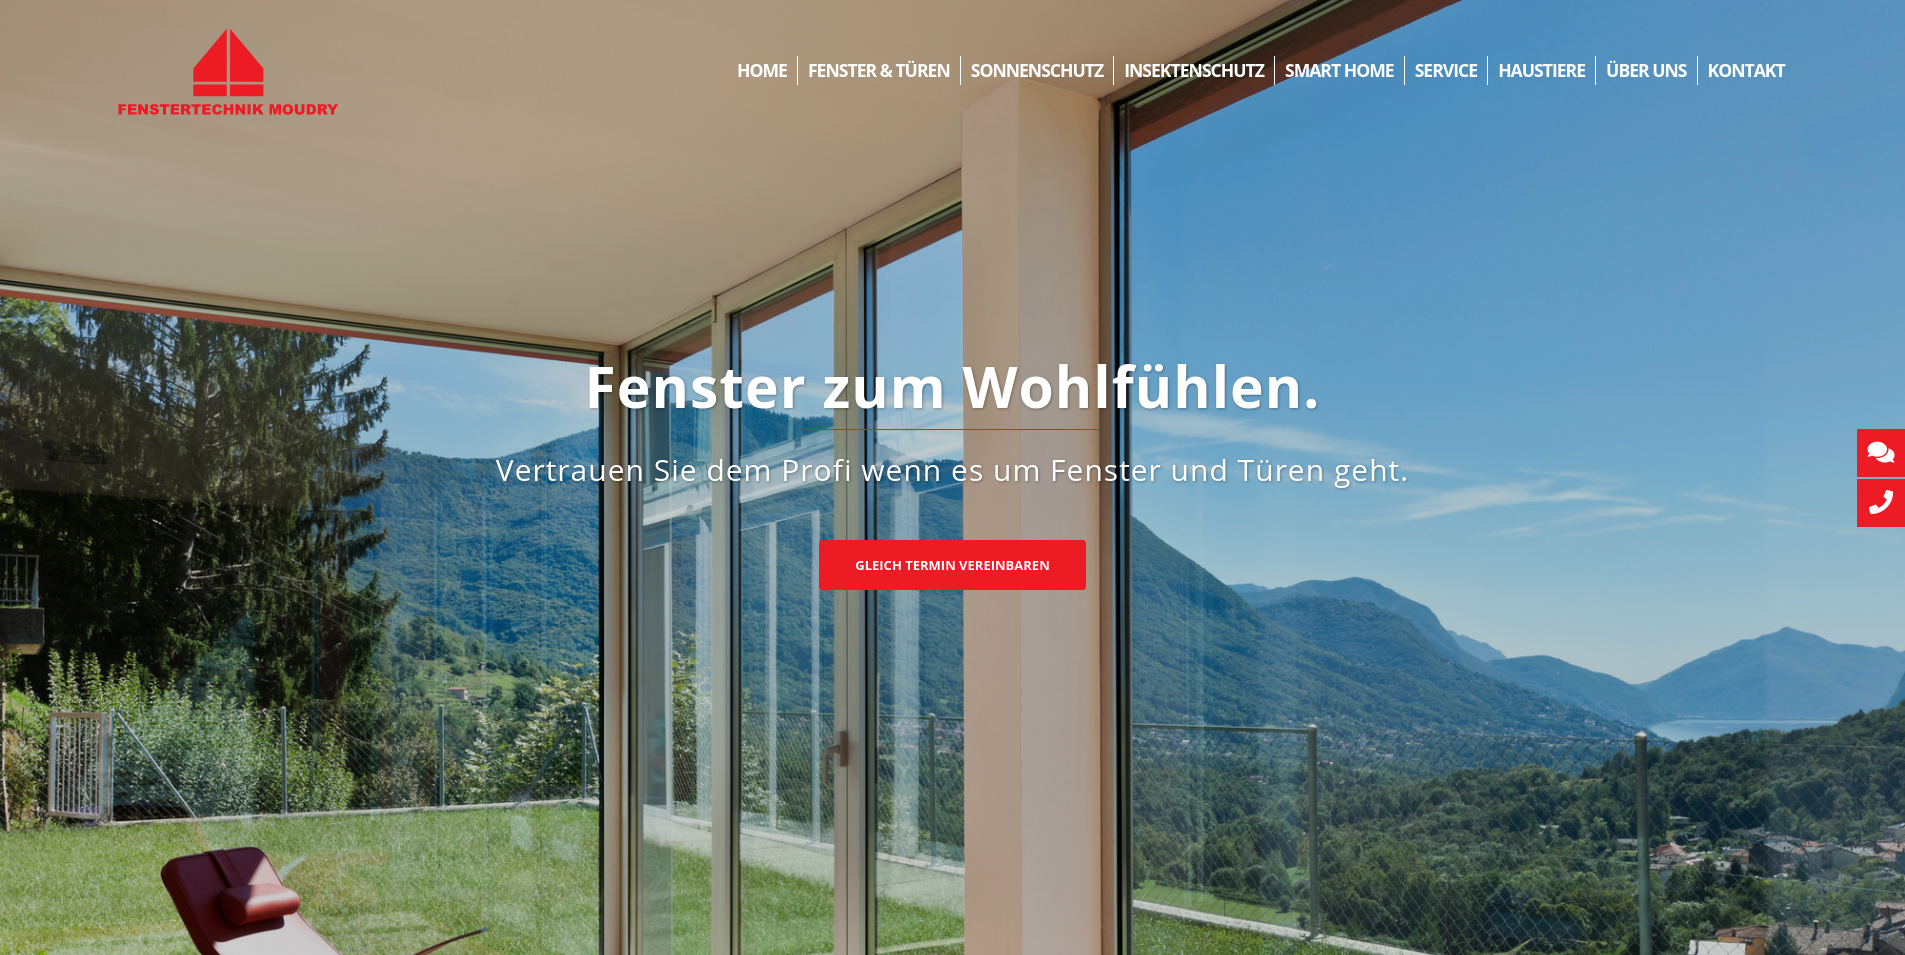 FENSTERTECHNIK MOUDRY
HOME FENSTER & TÜREN SONNENSCHUTZ INSEKTENSCHUTZ SMART HOME SERVICE HAUSTIERE ÜBER UNS KONTAKT
Fenster zum Wohlfühlen.
Vertrauen Sie dem Profi wenn es um Fenster und Türen geht.
GLEICH TERMIN VEREINBAREN